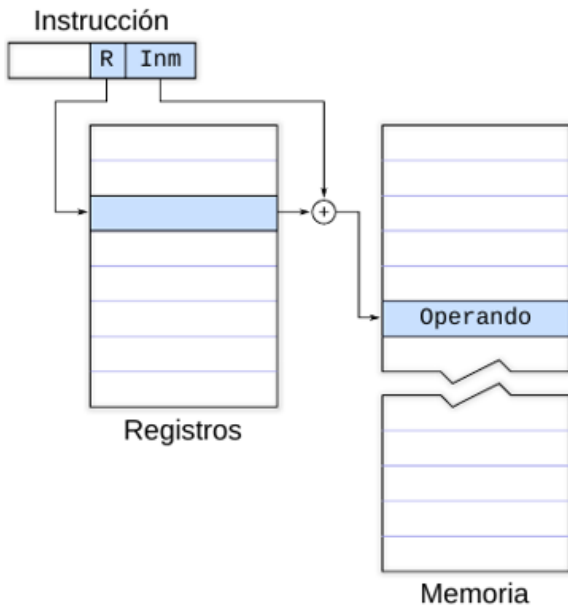 Instrucción
R Inm
Operando
Registros
Memoria